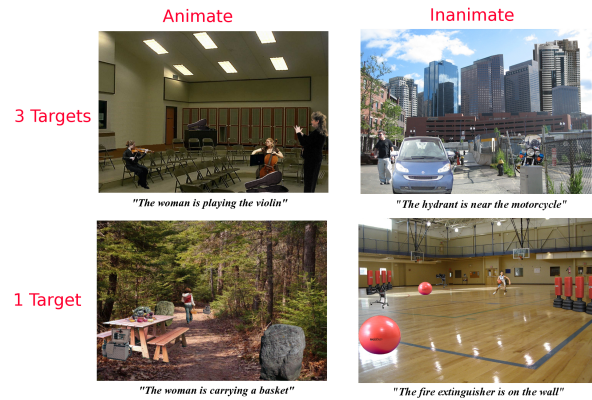 Animate
Inanimate
3 Targets
"The woman is playing the violin"
"The hydrant is near the motorcycle"
1 Target
"The woman is carrying a basket"
"The fire extinguisher is on the wall"